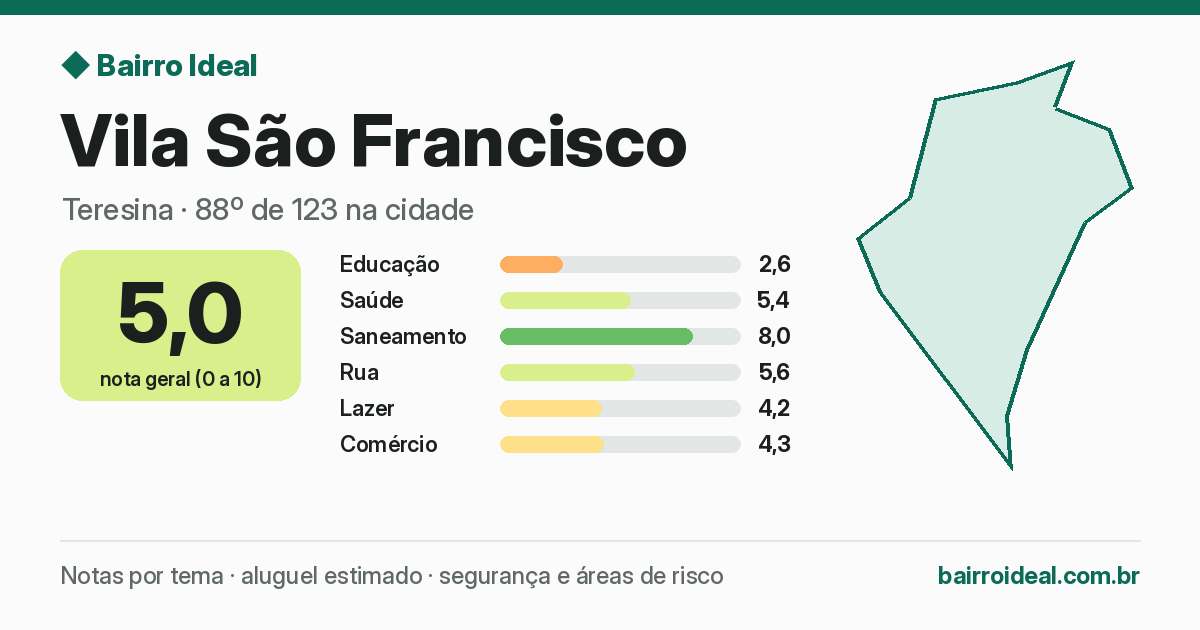 Bairro Ideal
Vila São Francisco
Teresina · 88º de 123 na cidade
5,0
nota geral (0 a 10)
Educação 2,6
Saúde 5,4
Saneamento 8,0
Rua 5,6
Lazer 4,2
Comércio 4,3
Notas por tema · aluguel estimado · segurança e áreas de risco
bairroideal.com.br